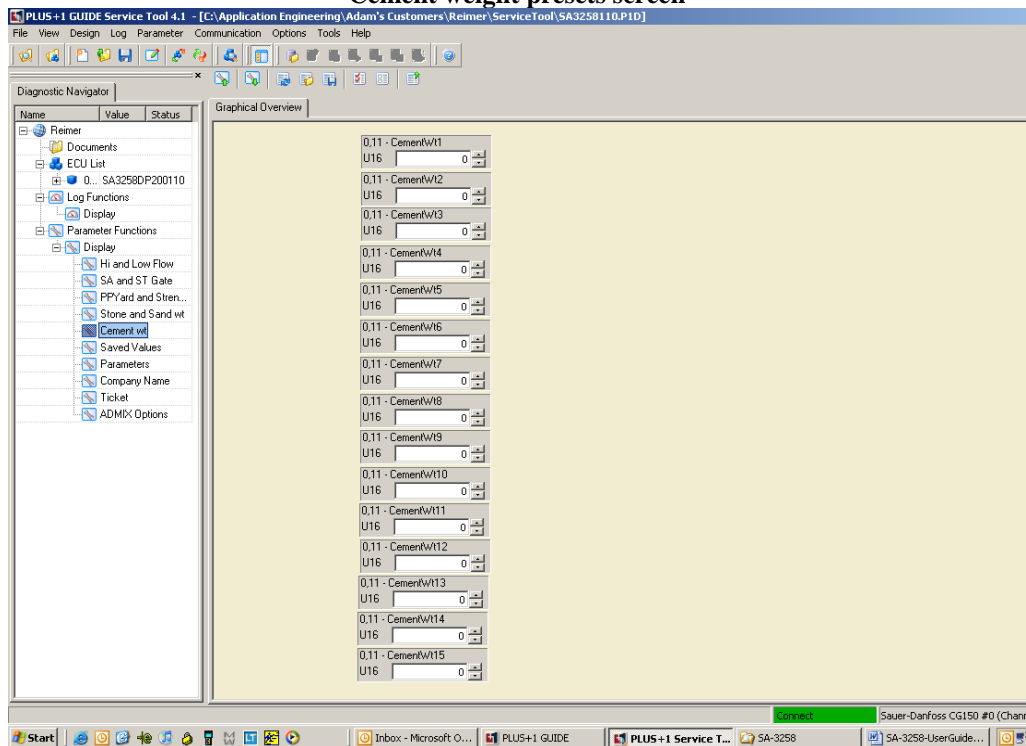 Cement weight presets screen
PLUS+1 GUIDE Service Tool 4.1 - [C:\Application Engineering\Adam's Customers\Reimer\ServiceTool\SA3258110.P1D]
File View Design Log Parameter Communication Options Tools Help
Diagnostic Navigator
Graphical Overview
Name Value Status
Reimer
Documents
ECU List
0... SA3258DP200110
Log Functions
Display
Parameter Functions
Display
Hi and Low Flow
SA and ST Gate
PPYard and Stren...
Stone and Sand wt
Cement wt
Saved Values
Parameters
Company Name
Ticket
ADMIX Options
0,11 - CementWt1
U16 0
0,11 - CementWt2
U16 0
0,11 - CementWt3
U16 0
0,11 - CementWt4
U16 0
0,11 - CementWt5
U16 0
0,11 - CementWt6
U16 0
0,11 - CementWt7
U16 0
0,11 - CementWt8
U16 0
0,11 - CementWt9
U16 0
0,11 - CementWt10
U16 0
0,11 - CementWt11
U16 0
0,11 - CementWt12
U16 0
0,11 - CementWt13
U16 0
0,11 - CementWt14
U16 0
0,11 - CementWt15
U16 0
Connect Sauer-Danfoss CG150 #0 (Chann
Start Inbox - Microsoft O... PLUS+1 GUIDE PLUS+1 Service T... SA-3258 SA-3258-UserGuide...